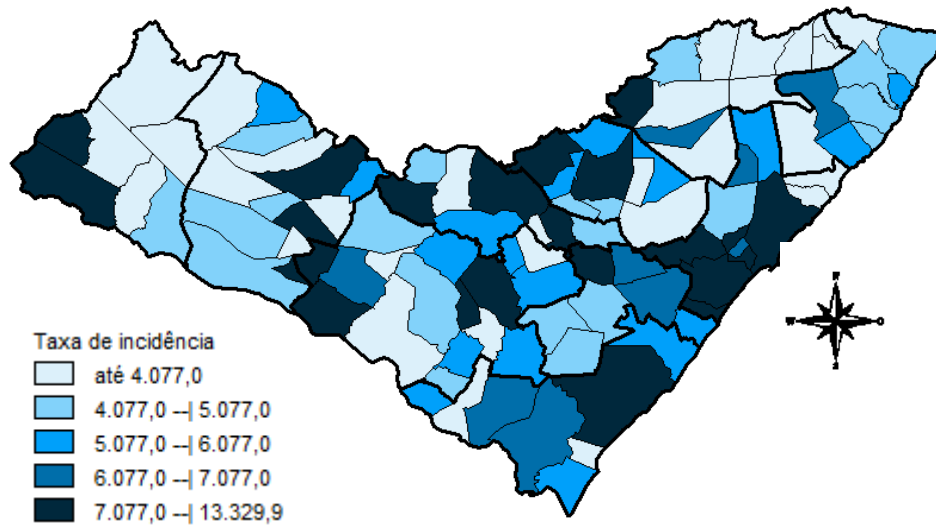 Taxa de incidência
até 4.077,0
4.077,0 --| 5.077,0
5.077,0 --| 6.077,0
6.077,0 --| 7.077,0
7.077,0 --| 13.329,9
N
W
O
S